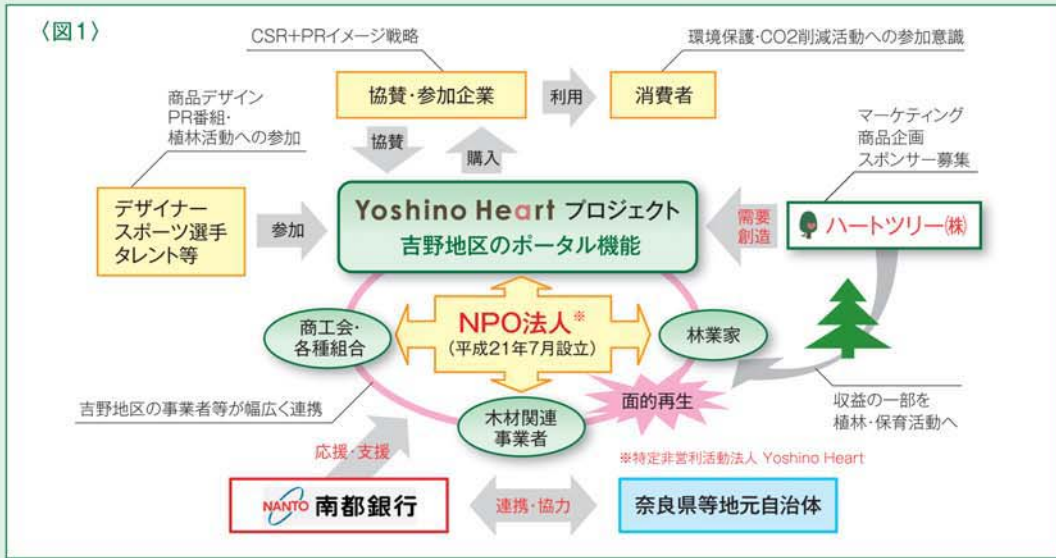 〈図1〉
CSR+PRイメージ戦略
環境保護・CO2削減活動への参加意識
協賛・参加企業
利用
消費者
商品デザイン
PR番組・
植林活動への参加
協賛
購入
マーケティング
商品企画
スポンサー募集
デザイナー
スポーツ選手
タレント等
参加
Yoshino Heart プロジェクト
吉野地区のポータル機能
需要
創造
ハートツリー㈱
商工会・
各種組合
NPO法人※
(平成21年7月設立)
林業家
吉野地区の事業者等が幅広く連携
木材関連
事業者
面的再生
収益の一部を
植林・保育活動へ
応援・支援
※特定非営利活動法人 Yoshino Heart
NANTO 南都銀行
連携・協力
奈良県等地元自治体